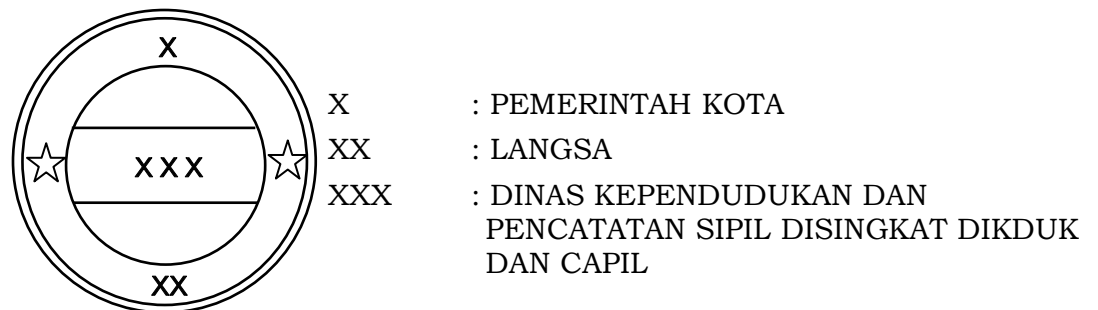 X
XXX
XX
X : PEMERINTAH KOTA
XX : LANGSA
XXX : DINAS KEPENDUDUKAN DAN
PENCATATAN SIPIL DISINGKAT DIKDUK
DAN CAPIL